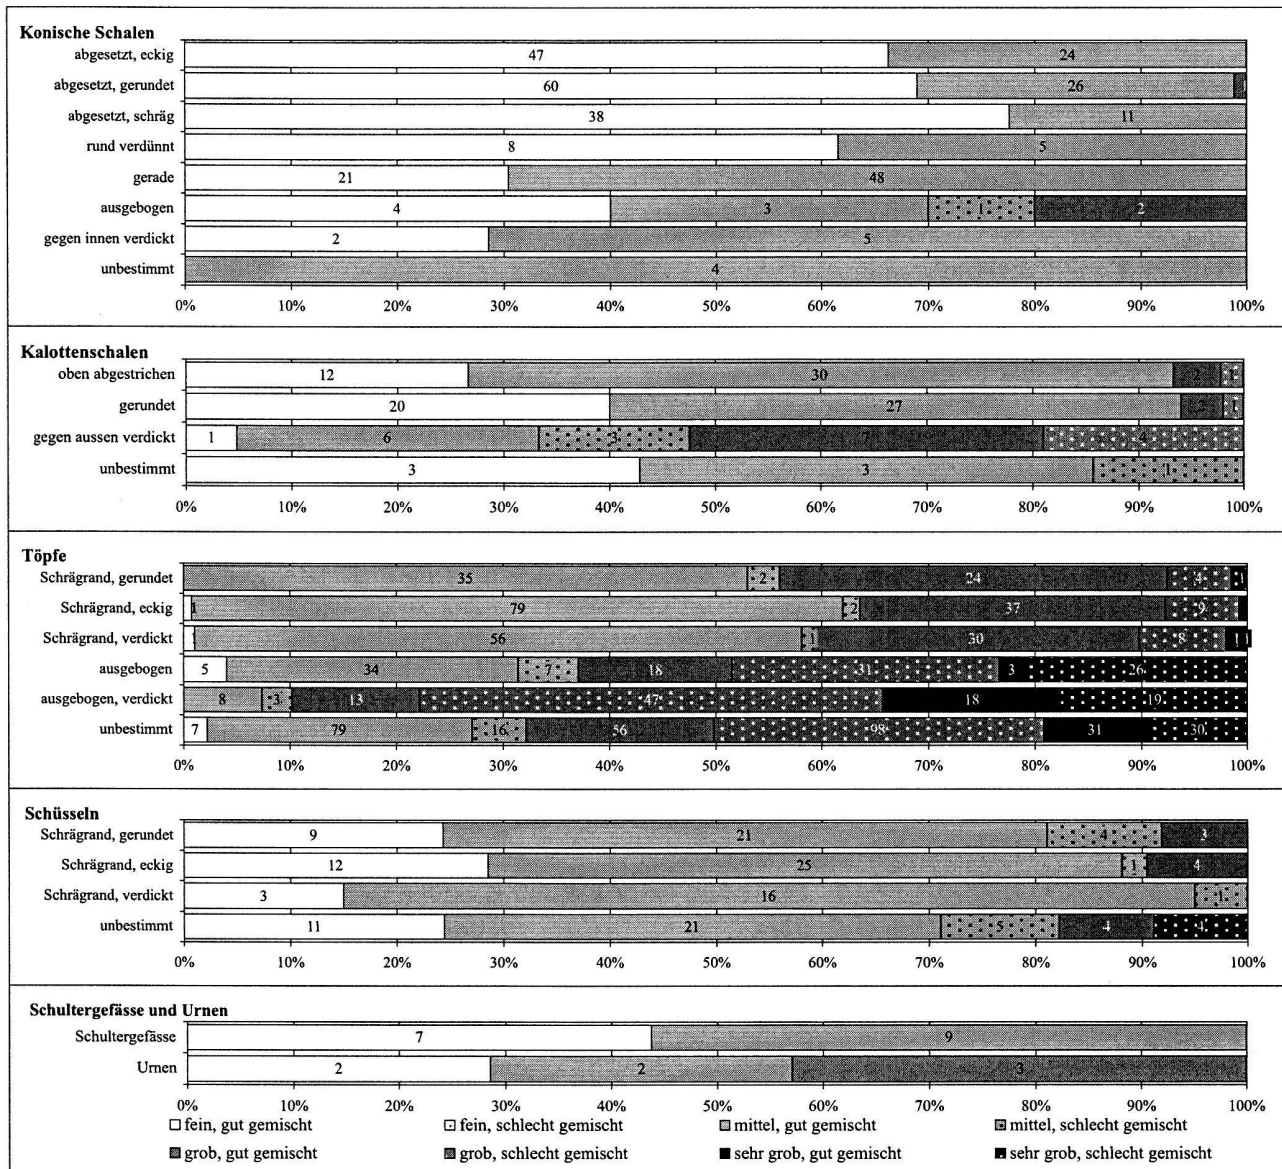 Konische Schalen
abgesetzt, eckig 47 24
abgesetzt, gerundet 60 26
abgesetzt, schräg 38 11
rund verdünnt 8 5
gerade 21 48
ausgebogen 4 3 1 2
gegen innen verdickt 2 5
unbestimmt 4
0% 10% 20% 30% 40% 50% 60% 70% 80% 90% 100%
Kalottenschalen
oben abgestrichen 12 30 2 1
gerundet 20 27 2 1
gegen aussen verdickt 1 6 3 7 4
unbestimmt 3 3 1
0% 10% 20% 30% 40% 50% 60% 70% 80% 90% 100%
Töpfe
Schrägrand, gerundet 35 2 24 4 1
Schrägrand, eckig 1 79 2 37 9
Schrägrand, verdickt 1 56 1 30 8 1 1
ausgebogen 5 34 7 18 31 3 26
ausgebogen, verdickt 8 3 13 47 18 19
unbestimmt 7 79 16 56 98 31 30
0% 10% 20% 30% 40% 50% 60% 70% 80% 90% 100%
Schüsseln
Schrägrand, gerundet 9 21 4 3
Schrägrand, eckig 12 25 1 4
Schrägrand, verdickt 3 16 1
unbestimmt 11 21 5 4 4
0% 10% 20% 30% 40% 50% 60% 70% 80% 90% 100%
Schultergefässe und Urnen
Schultergefässe 7 9
Urnen 2 2 3
0% 10% 20% 30% 40% 50% 60% 70% 80% 90% 100%
fein, gut gemischt fein, schlecht gemischt mittel, gut gemischt mittel, schlecht gemischt
grob, gut gemischt grob, schlecht gemischt sehr grob, gut gemischt sehr grob, schlecht gemischt